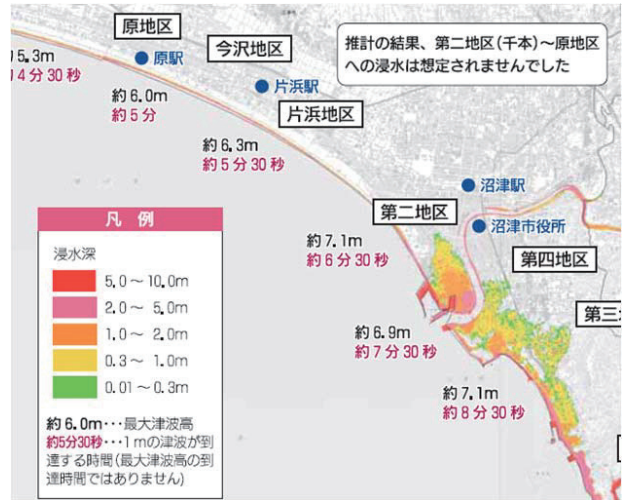 原地区
推計の結果、第二地区(千本)～原地区
への浸水は想定されませんでした
5.3m
4分30秒
原駅
今沢地区
片浜駅
約6.0m
約5分
片浜地区
約6.3m
約5分30秒
沼津駅
第二地区
沼津市役所
約7.1m
約6分30秒
第四地区
第三
約6.9m
約7分30秒
約7.1m
約8分30秒
凡 例
浸水深
5.0～10.0m
2.0～ 5.0m
1.0～ 2.0m
0.3～ 1.0m
0.01～0.3m
約6.0m･･･最大津波高
約5分30秒･･･1mの津波が到
達する時間(最大津波高の到
達時間ではありません)